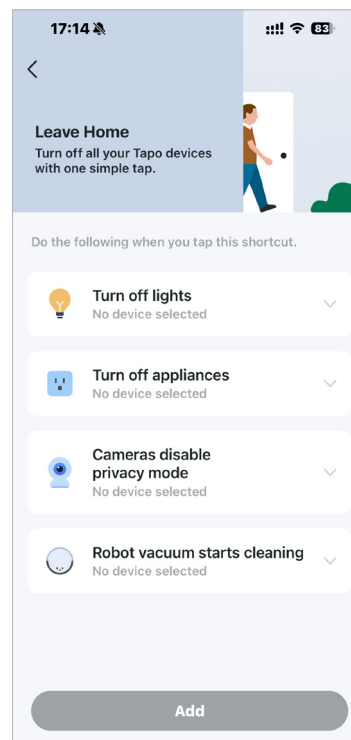 17:14
83
Leave Home
Turn off all your Tapo devices
with one simple tap.
Do the following when you tap this shortcut.
Turn off lights
No device selected
Turn off appliances
No device selected
Cameras disable
privacy mode
No device selected
Robot vacuum starts cleaning
No device selected
Add